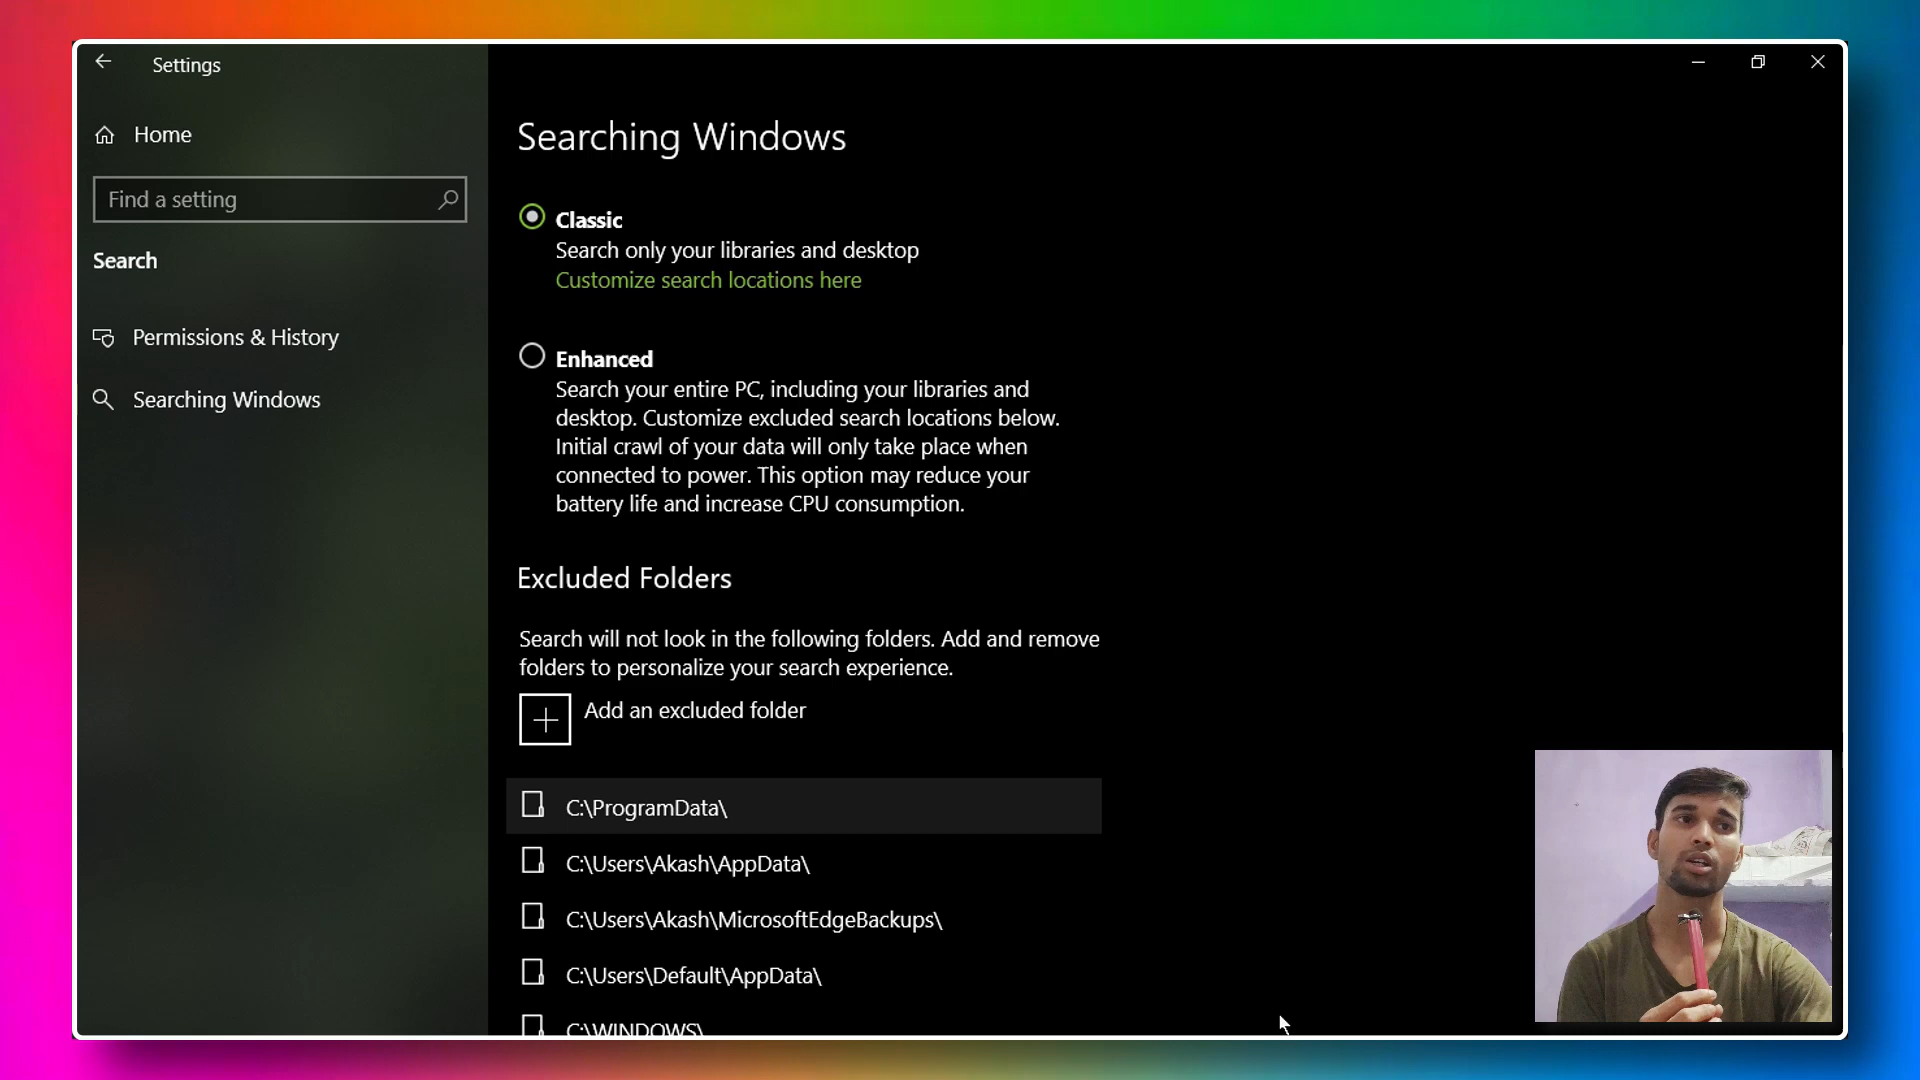 Settings
Home
Find a setting
Search
Permissions & History
Searching Windows
Searching Windows
Classic
Search only your libraries and desktop
Customize search locations here
Enhanced
Search your entire PC, including your libraries and
desktop. Customize excluded search locations below.
Initial crawl of your data will only take place when
connected to power. This option may reduce your
battery life and increase CPU consumption.
Excluded Folders
Search will not look in the following folders. Add and remove
folders to personalize your search experience.
Add an excluded folder
C:\ProgramData\
C:\Users\Akash\AppData\
C:\Users\Akash\MicrosoftEdgeBackups\
C:\Users\Default\AppData\
C:\WINDOWS\